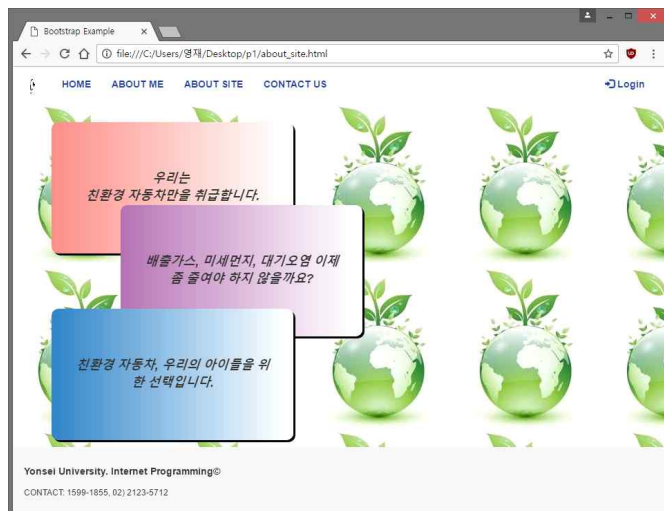 Bootstrap Example
file:///C:/Users/영재/Desktop/p1/about_site.html
HOME ABOUT ME ABOUT SITE CONTACT US Login
우리는
친환경 자동차만을 취급합니다.
배출가스, 미세먼지, 대기오염 이제
좀 줄여야 하지 않을까요?
친환경 자동차, 우리의 아이들을 위
한 선택입니다.
Yonsei University. Internet Programming©
CONTACT: 1599-1855, 02) 2123-5712